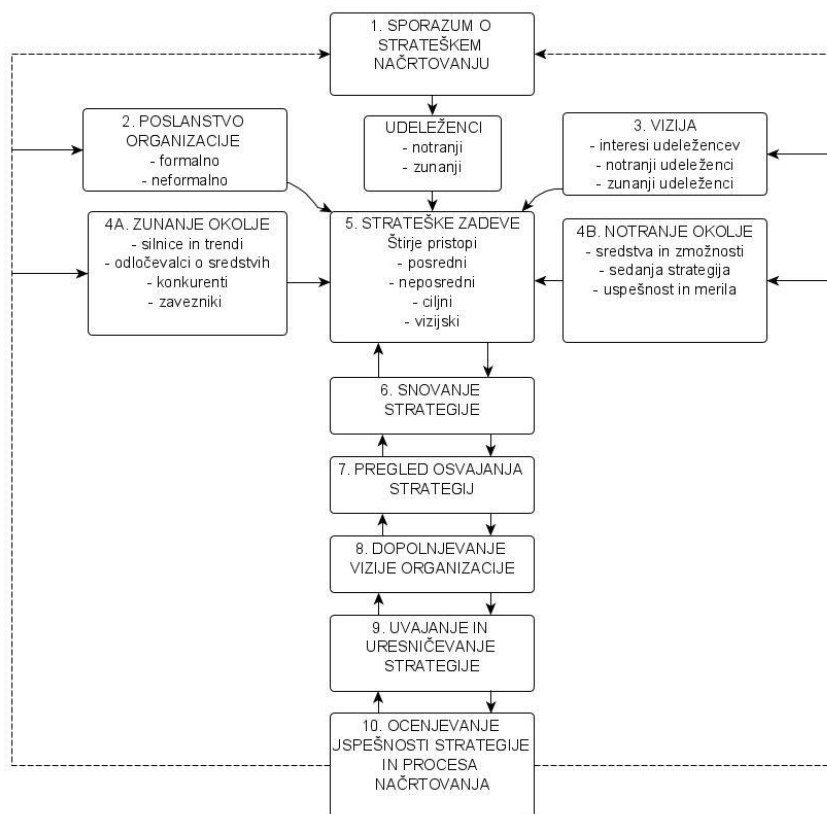 1. SPORAZUM O
STRATEŠKEM
NAČRTOVANJU
2. POSLANSTVO
ORGANIZACIJE
- formalno
- neformalno
UDELEŽENCI
- notranji
- zunanji
3. VIZIJA
- interesi udeležencev
- notranji udeleženci
- zunanji udeleženci
4A. ZUNANJE OKOLJE
- silnice in trendi
- odločevalci o sredstvih
- konkurenti
- zavezniki
5. STRATEŠKE ZADEVE
Štirje pristopi
- posredni
- neposredni
- ciljni
- vizijski
4B. NOTRANJE OKOLJE
- sredstva in zmožnosti
- sedanja strategija
- uspešnost in merila
6. SNOVANJE
STRATEGIJE
7. PREGLED OSVAJANJA
STRATEGIJ
8. DOPOLNJEVANJE
VIZIJE ORGANIZACIJE
9. UVAJANJE IN
URESNIČEVANJE
STRATEGIJE
10. OCENJEVANJE
USPEŠNOSTI STRATEGIJE
IN PROCESA
NAČRTOVANJA